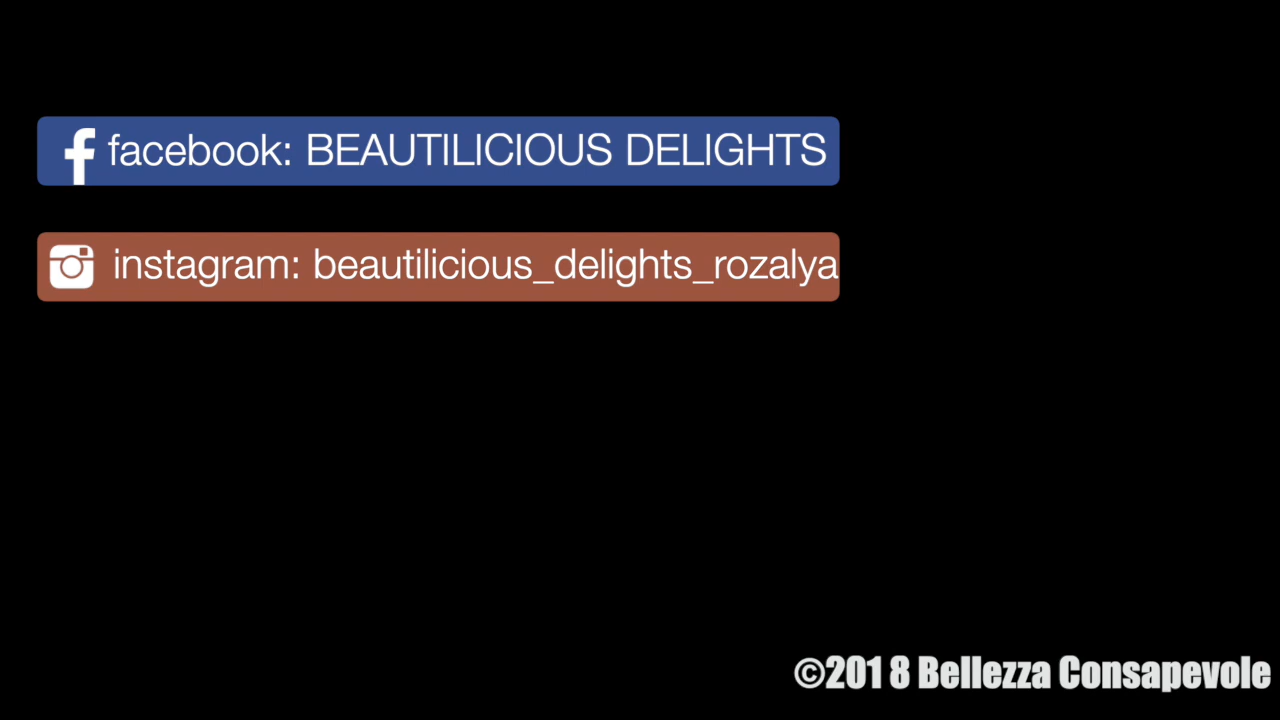 facebook: BEAUTILICIOUS DELIGHTS
instagram: beautilicious_delights_rozalya
©2018 Bellezza Consapevole